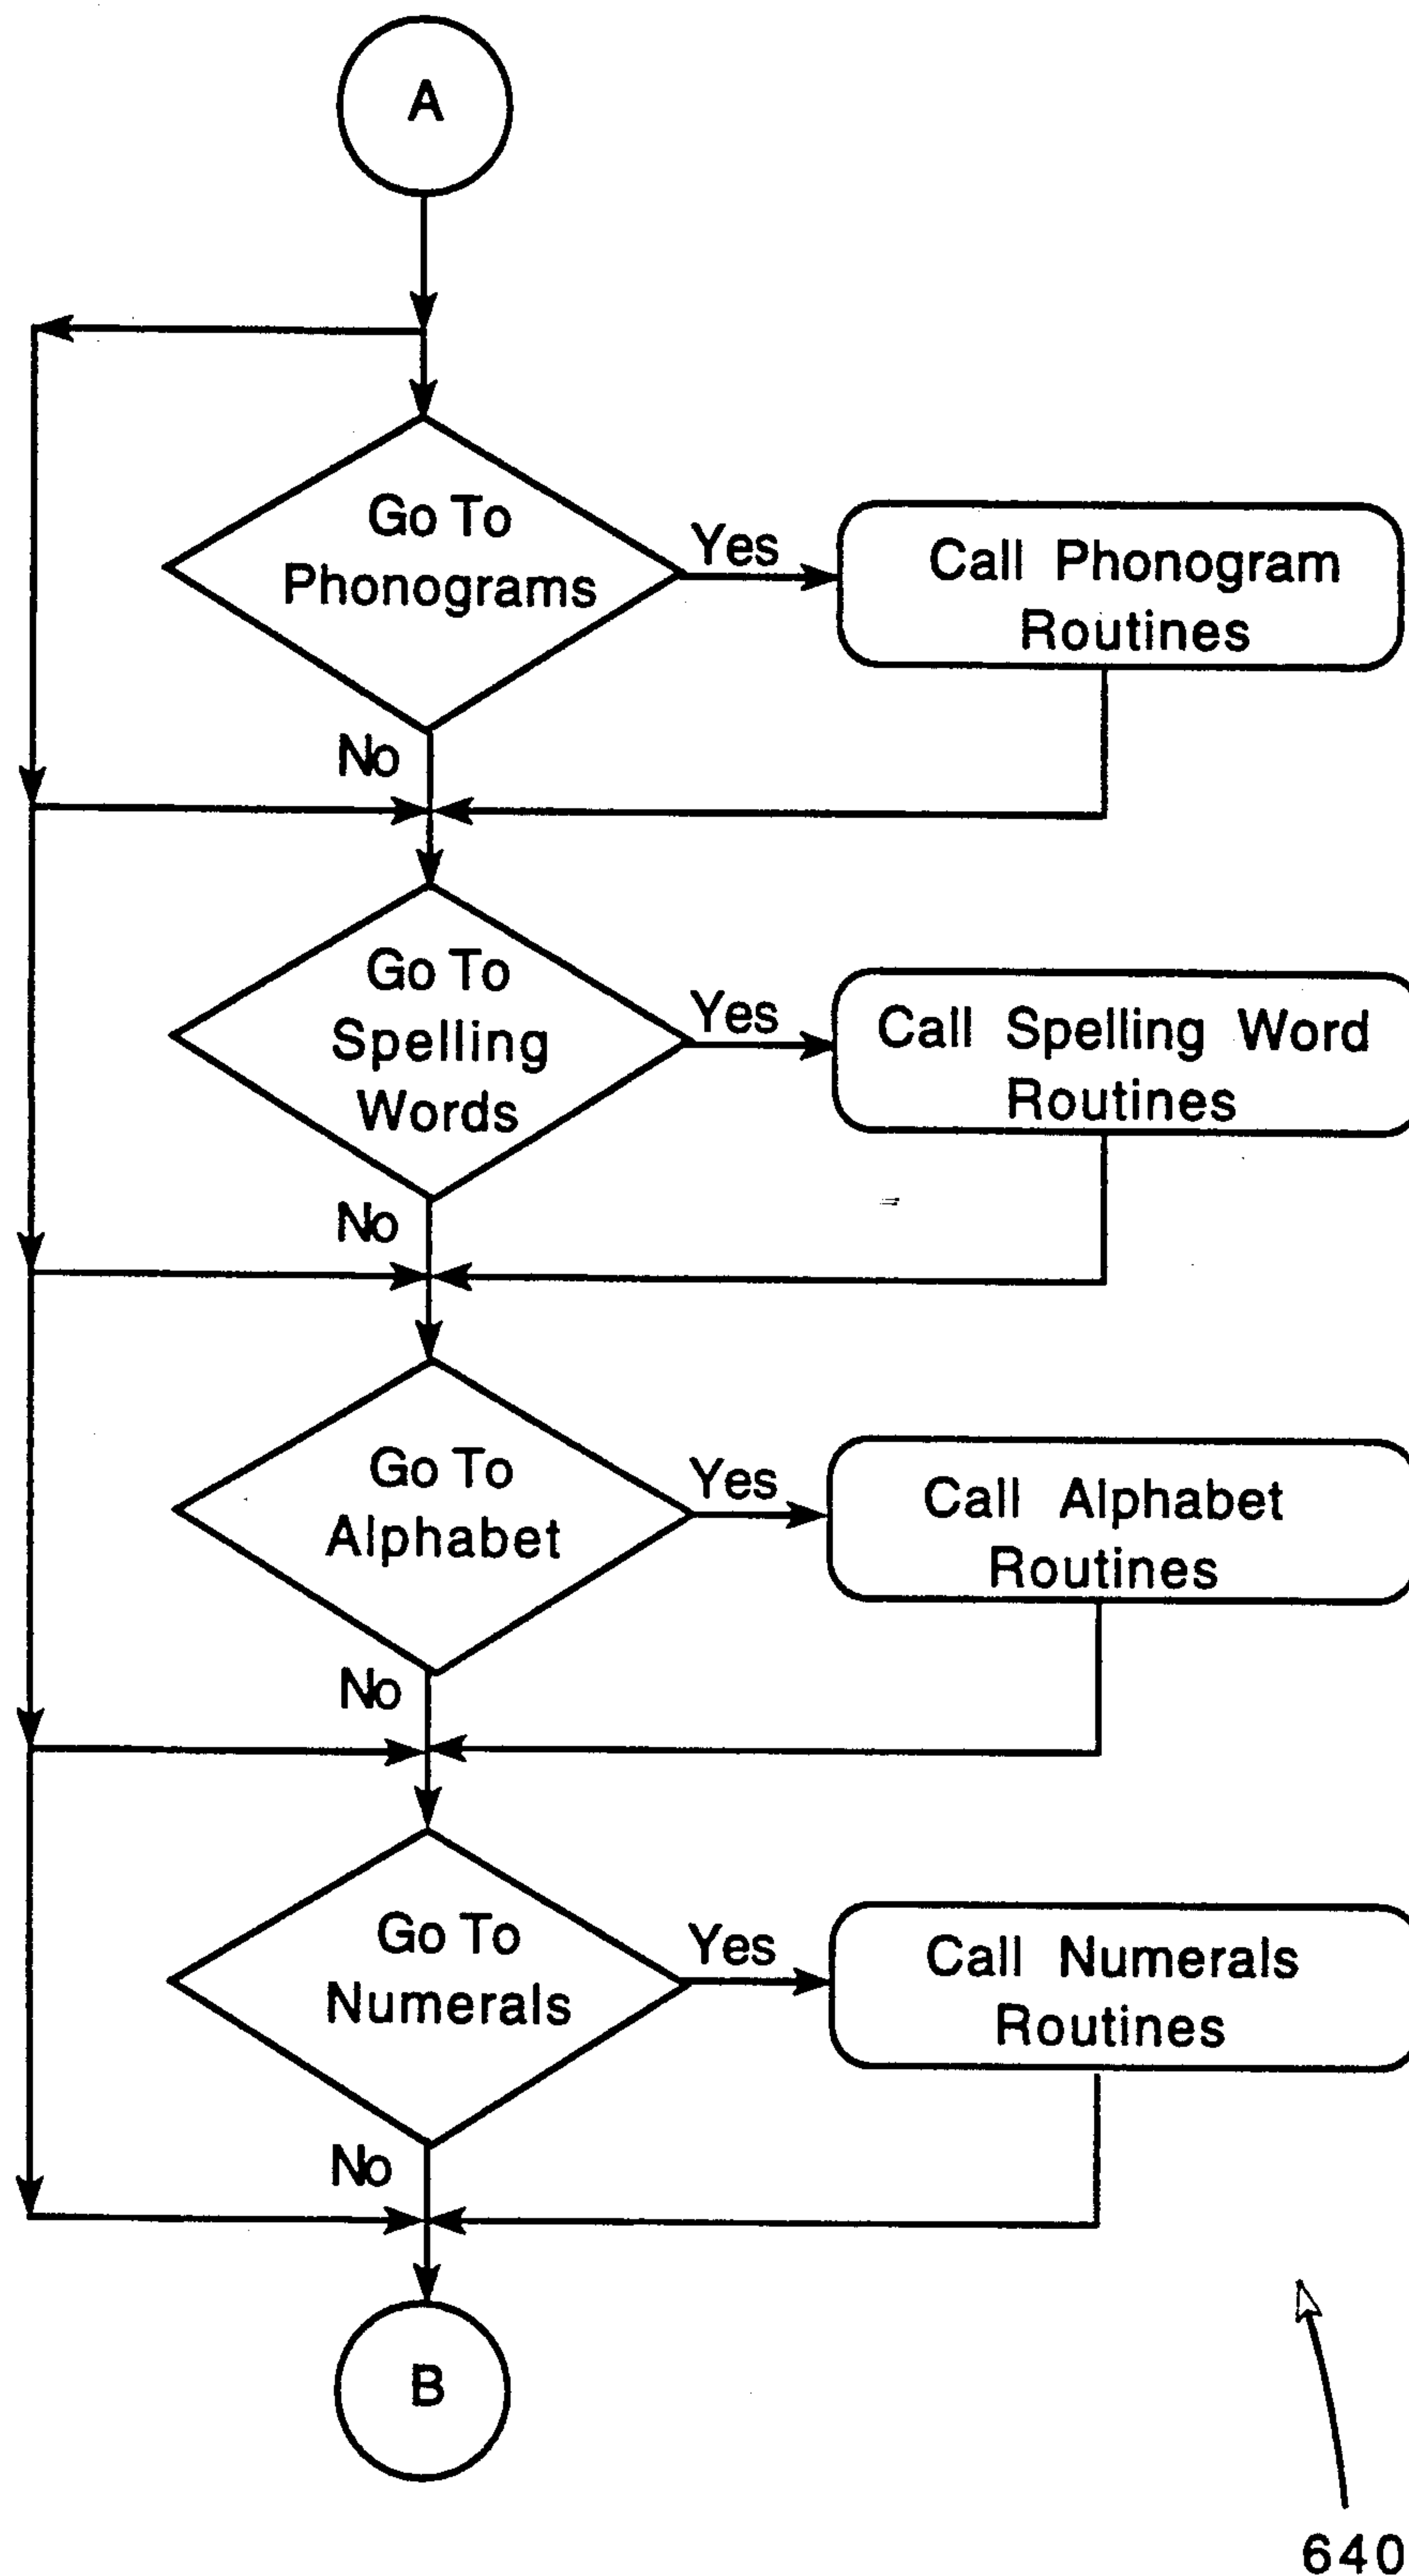 A
Go To
Phonograms
Yes
Call Phonogram
Routines
No
Go To
Spelling
Words
Yes
Call Spelling Word
Routines
No
Go To
Alphabet
Yes
Call Alphabet
Routines
No
Go To
Numerals
Yes
Call Numerals
Routines
No
B
640